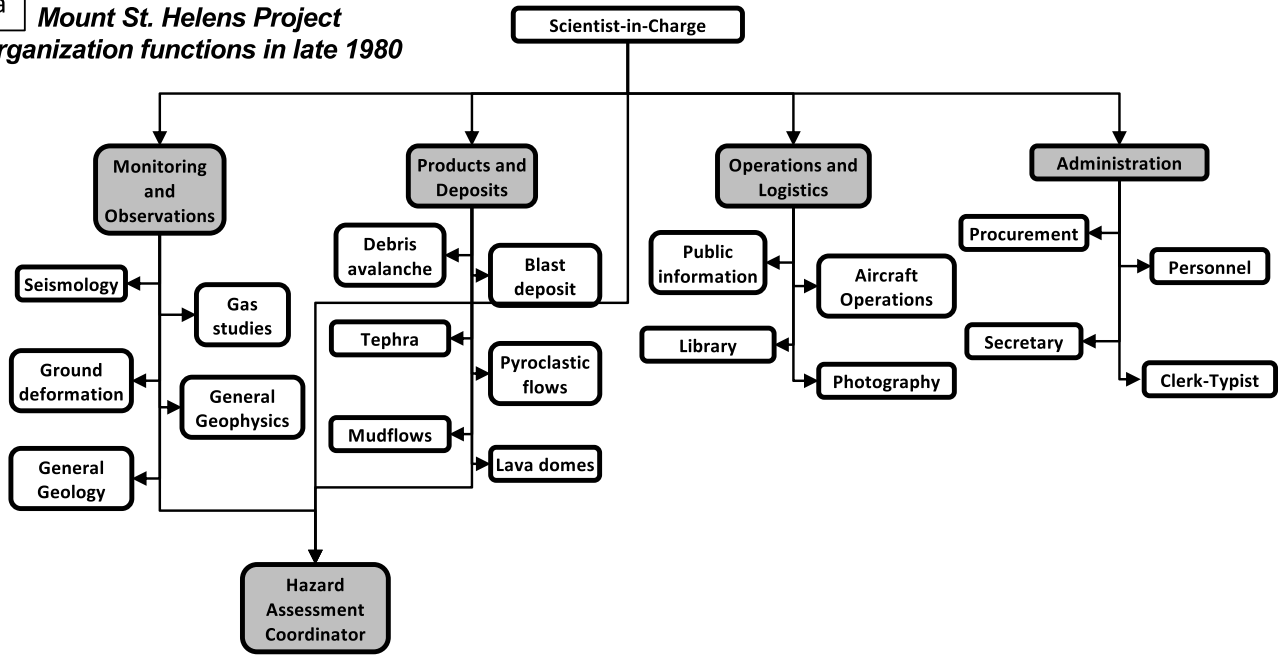 a
Mount St. Helens Project
rganization functions in late 1980
Scientist-in-Charge
Monitoring
and
Observations
Products and
Deposits
Operations and
Logistics
Administration
Seismology
Gas
studies
Ground
deformation
General
Geophysics
General
Geology
Debris
avalanche
Blast
deposit
Tephra
Pyroclastic
flows
Mudflows
Lava domes
Public
information
Aircraft
Operations
Library
Photography
Procurement
Personnel
Secretary
Clerk-Typist
Hazard
Assessment
Coordinator